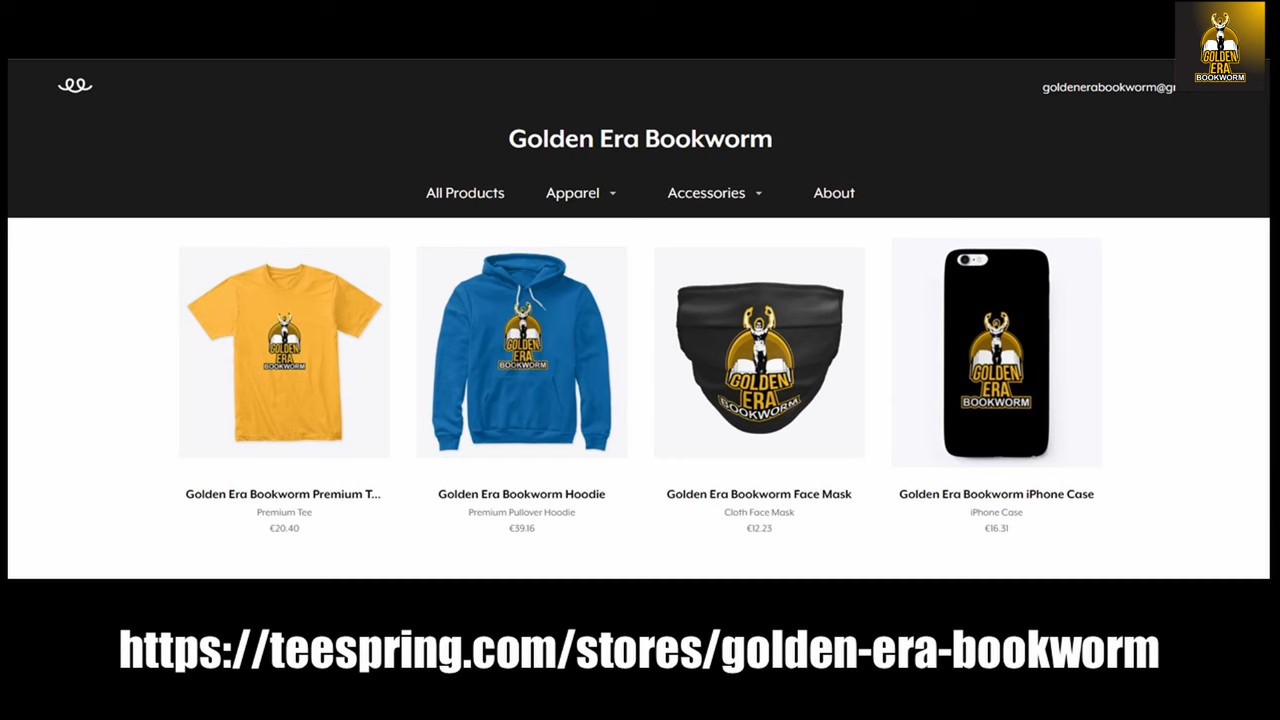 GOLDEN
ERA
BOOKWORM
goldenerabookworm@g
Golden Era Bookworm
All Products
Apparel
Accessories
About
GOLDEN
ERA
BOOKWORM
GOLDEN
ERA
BOOKWORM
GOLDEN
ERA
BOOKWORM
GOLDEN
ERA
BOOKWORM
Golden Era Bookworm Premium T...
Premium Tee
€20.40
Golden Era Bookworm Hoodie
Premium Pullover Hoodie
€39.16
Golden Era Bookworm Face Mask
Cloth Face Mask
€12.23
Golden Era Bookworm iPhone Case
iPhone Case
€16.31
https://teespring.com/stores/golden-era-bookworm